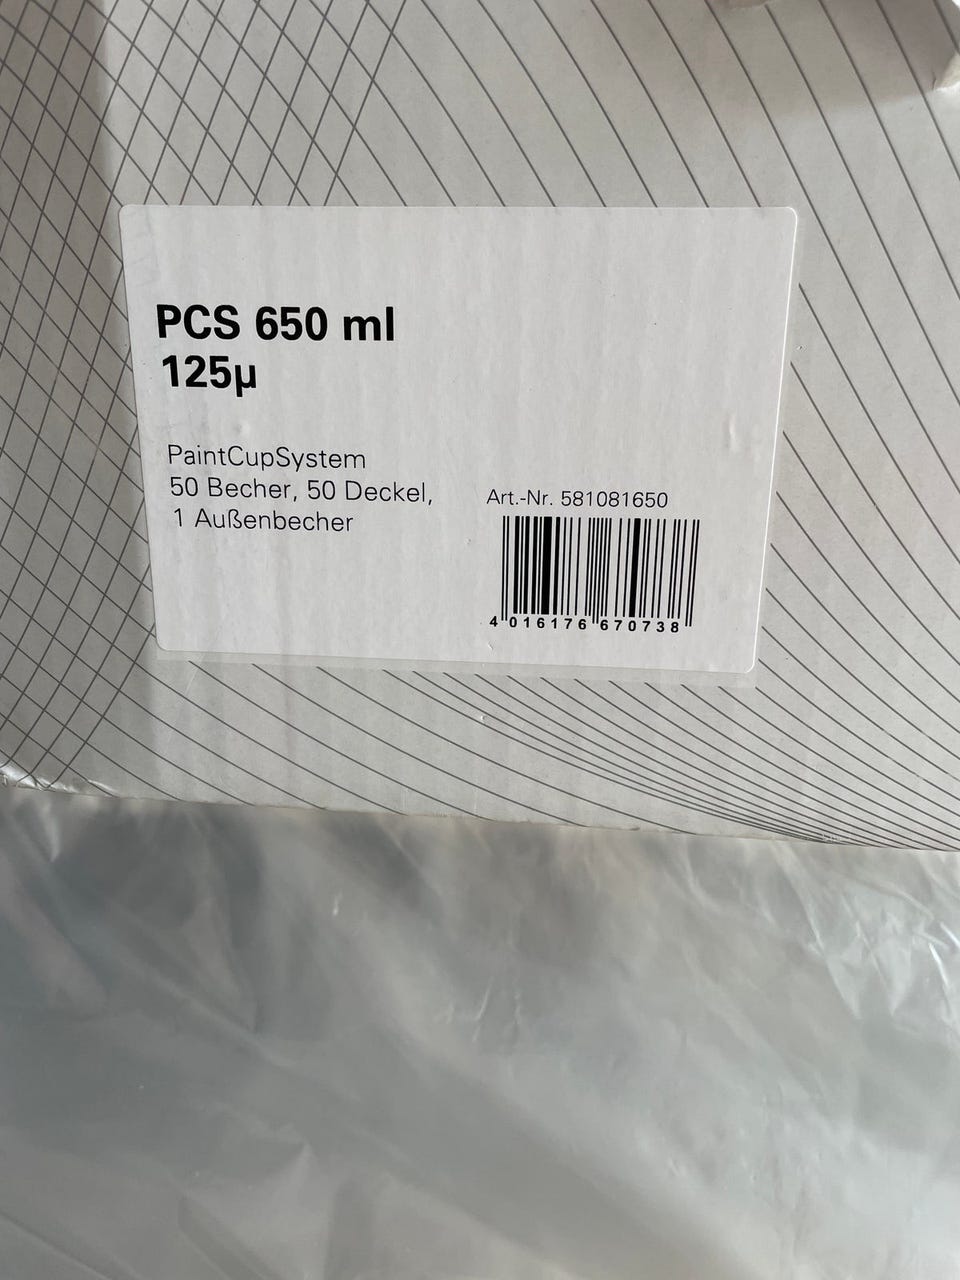 PCS 650 ml
125µ
PaintCupSystem
50 Becher, 50 Deckel,
1 Außenbecher
Art.-Nr. 581081650
4 016176 670738